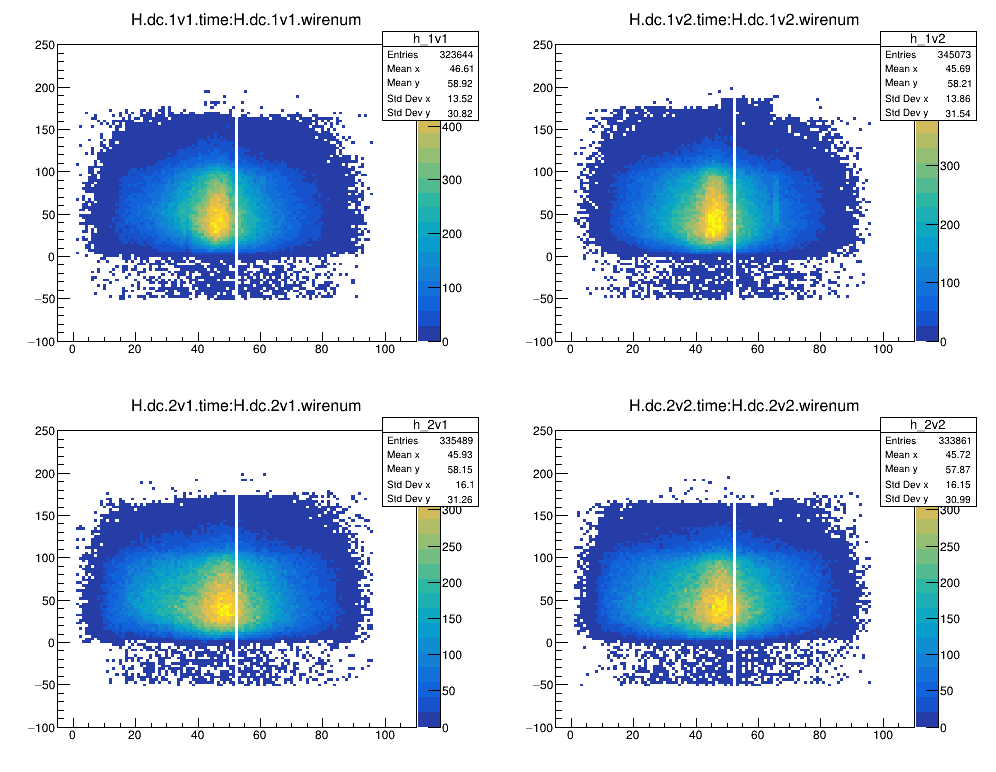 H.dc.1v1.time:H.dc.1v1.wirenum
h_1v1
Entries 323644
Mean x 46.61
Mean y 58.92
Std Dev x 13.52
Std Dev y 30.82
250
200
150
100
50
0
−50
−100
0 20 40 60 80 100
400
300
200
100
0
H.dc.1v2.time:H.dc.1v2.wirenum
h_1v2
Entries 345073
Mean x 45.69
Mean y 58.21
Std Dev x 13.86
Std Dev y 31.54
250
200
150
100
50
0
−50
−100
0 20 40 60 80 100
300
200
100
0
H.dc.2v1.time:H.dc.2v1.wirenum
h_2v1
Entries 335489
Mean x 45.93
Mean y 58.15
Std Dev x 16.1
Std Dev y 31.26
250
200
150
100
50
0
−50
−100
0 20 40 60 80 100
300
250
200
150
100
50
0
H.dc.2v2.time:H.dc.2v2.wirenum
h_2v2
Entries 333861
Mean x 45.72
Mean y 57.87
Std Dev x 16.15
Std Dev y 30.99
250
200
150
100
50
0
−50
−100
0 20 40 60 80 100
300
250
200
150
100
50
0